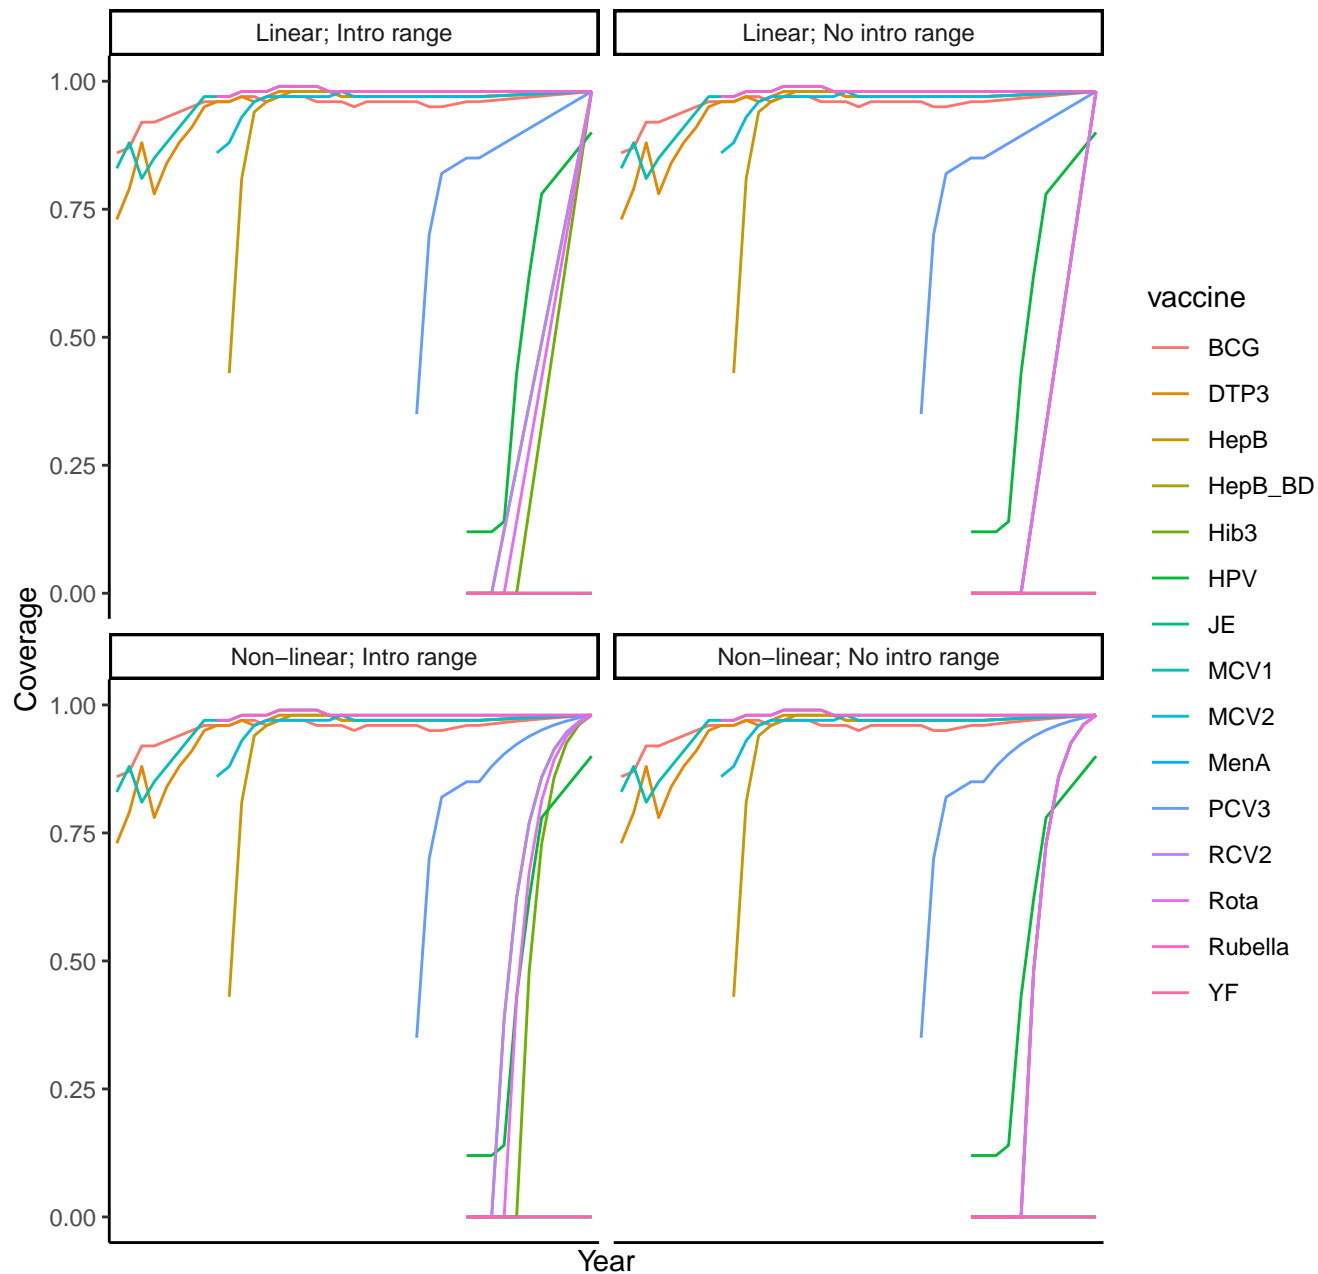 Linear; Intro range
Linear; No intro range
1.00
0.75
0.50
0.25
0.00
Non−linear; Intro range
Non−linear; No intro range
1.00
0.75
0.50
0.25
0.00
Coverage
Year
vaccine
BCG
DTP3
HepB
HepB_BD
Hib3
HPV
JE
MCV1
MCV2
MenA
PCV3
RCV2
Rota
Rubella
YF